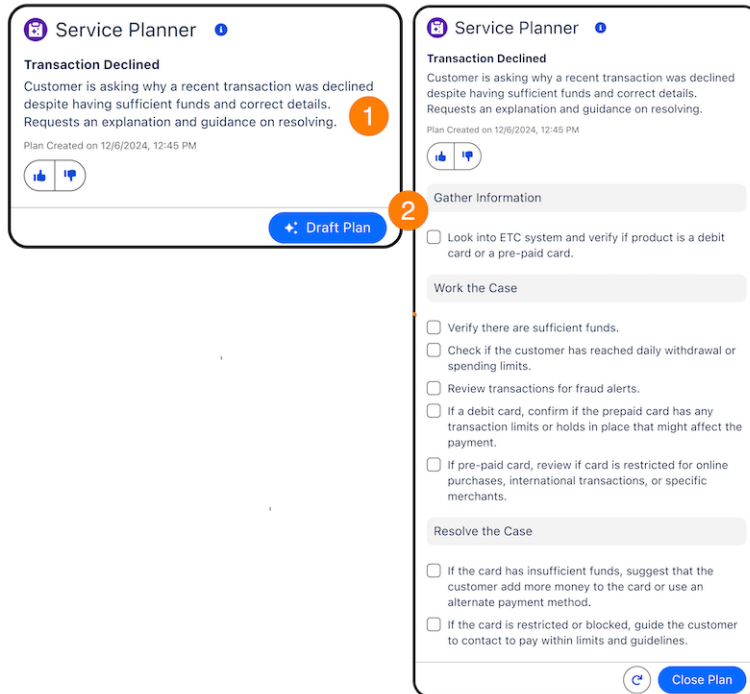 Service Planner
Transaction Declined
Customer is asking why a recent transaction was declined
despite having sufficient funds and correct details.
Requests an explanation and guidance on resolving.
1
Plan Created on 12/6/2024, 12:45 PM
Draft Plan
2
Service Planner
Transaction Declined
Customer is asking why a recent transaction was declined
despite having sufficient funds and correct details.
Requests an explanation and guidance on resolving.
Plan Created on 12/6/2024, 12:45 PM
Gather Information
Look into ETC system and verify if product is a debit
card or a pre-paid card.
Work the Case
Verify there are sufficient funds.
Check if the customer has reached daily withdrawal or
spending limits.
Review transactions for fraud alerts.
If a debit card, confirm if the prepaid card has any
transaction limits or holds in place that might affect the
payment.
If pre-paid card, review if card is restricted for online
purchases, international transactions, or specific
merchants.
Resolve the Case
If the card has insufficient funds, suggest that the
customer add more money to the card or use an
alternate payment method.
If the card is restricted or blocked, guide the customer
to contact to pay within limits and guidelines.
Close Plan